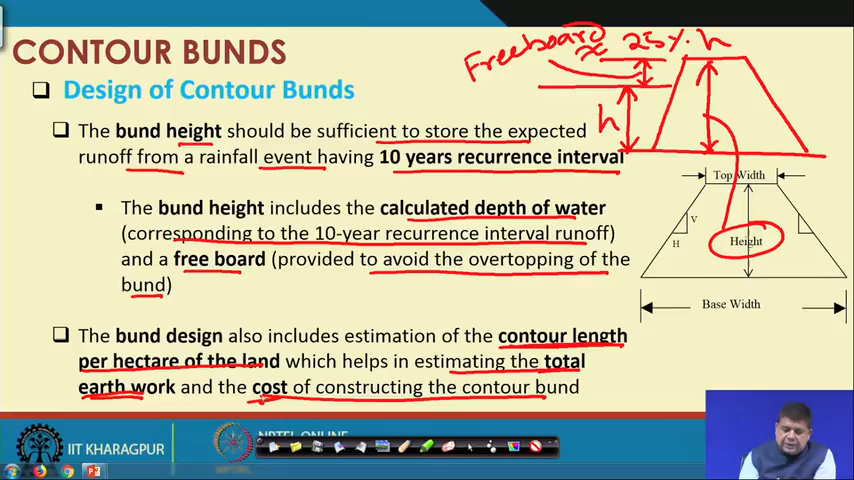 CONTOUR BUNDS
Freeboard ≈ 25% h
h
Design of Contour Bunds
The bund height should be sufficient to store the expected
runoff from a rainfall event having 10 years recurrence interval
The bund height includes the calculated depth of water
(corresponding to the 10-year recurrence interval runoff)
and a free board (provided to avoid the overtopping of the
bund)
Top Width
V
H
Height
Base Width
The bund design also includes estimation of the contour length
per hectare of the land which helps in estimating the total
earth work and the cost of constructing the contour bund
IIT KHARAGPUR
NPTEL ONLINE
NPTEL